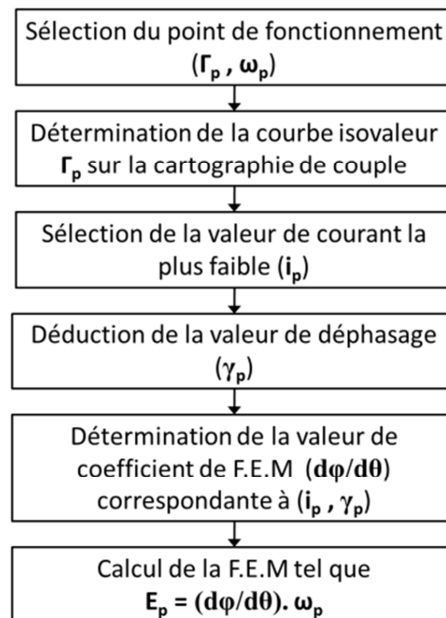 Sélection du point de fonctionnement
(Γp , ωp)
Détermination de la courbe isovaleur
Γp sur la cartographie de couple
Sélection de la valeur de courant la
plus faible (ip)
Déduction de la valeur de déphasage
(γp)
Détermination de la valeur de
coefficient de F.E.M (dφ/dθ)
correspondante à (ip , γp)
Calcul de la F.E.M tel que
Ep = (dφ/dθ). ωp